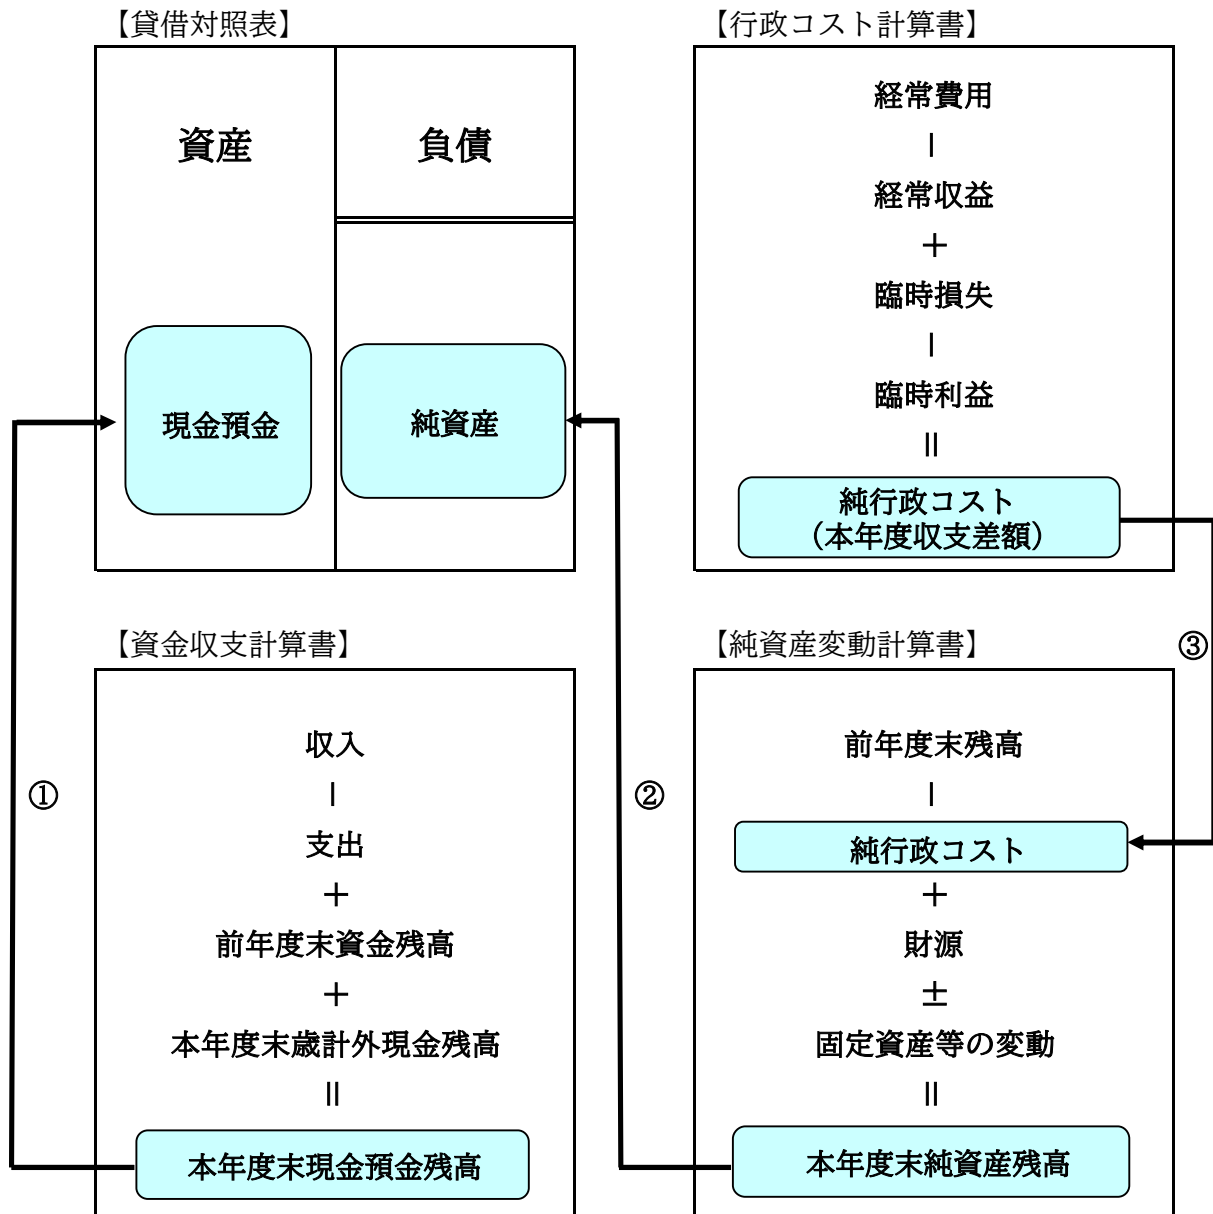 【貸借対照表】
資産
負債
現金預金
純資産
【行政コスト計算書】
経常費用
－
経常収益
＋
臨時損失
－
臨時利益
＝
純行政コスト
（本年度収支差額）
【資金収支計算書】
収入
－
支出
＋
前年度末資金残高
＋
本年度末歳計外現金残高
＝
本年度末現金預金残高
【純資産変動計算書】
前年度末残高
－
純行政コスト
＋
財源
±
固定資産等の変動
＝
本年度末純資産残高
①
②
③